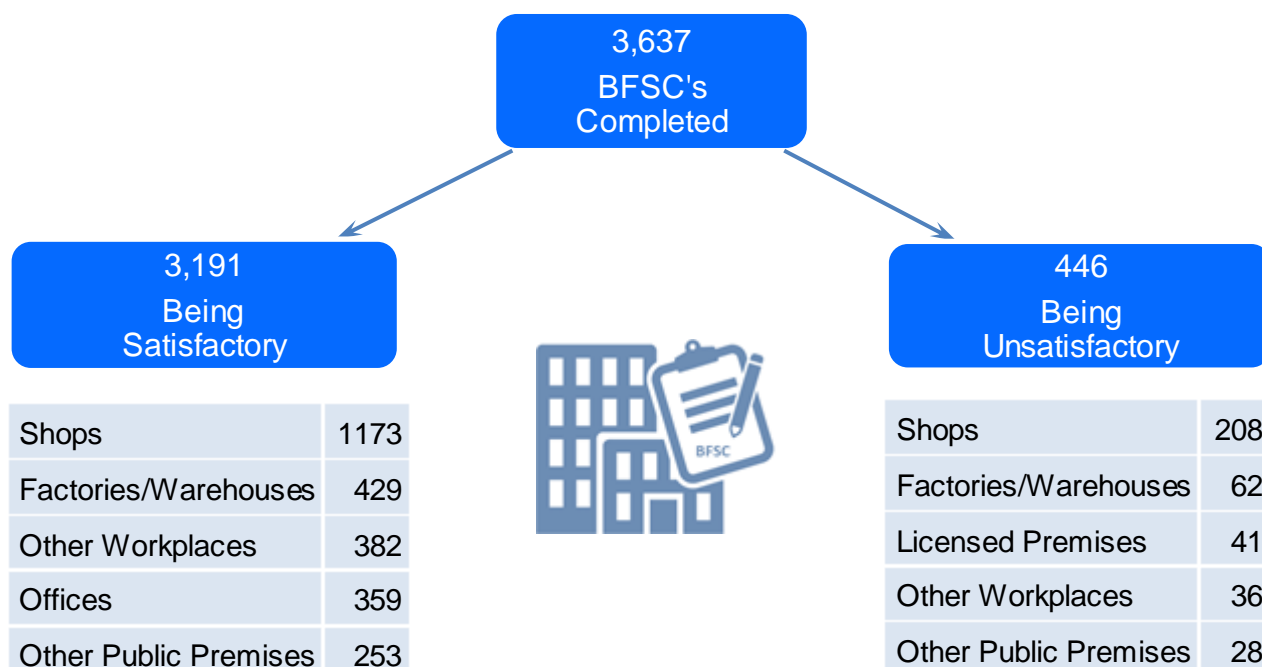 3,637
BFSC's
Completed
3,191
Being
Satisfactory
446
Being
Unsatisfactory
BFSC
Shops 1173
Factories/Warehouses 429
Other Workplaces 382
Offices 359
Other Public Premises 253
Shops 208
Factories/Warehouses 62
Licensed Premises 41
Other Workplaces 36
Other Public Premises 28